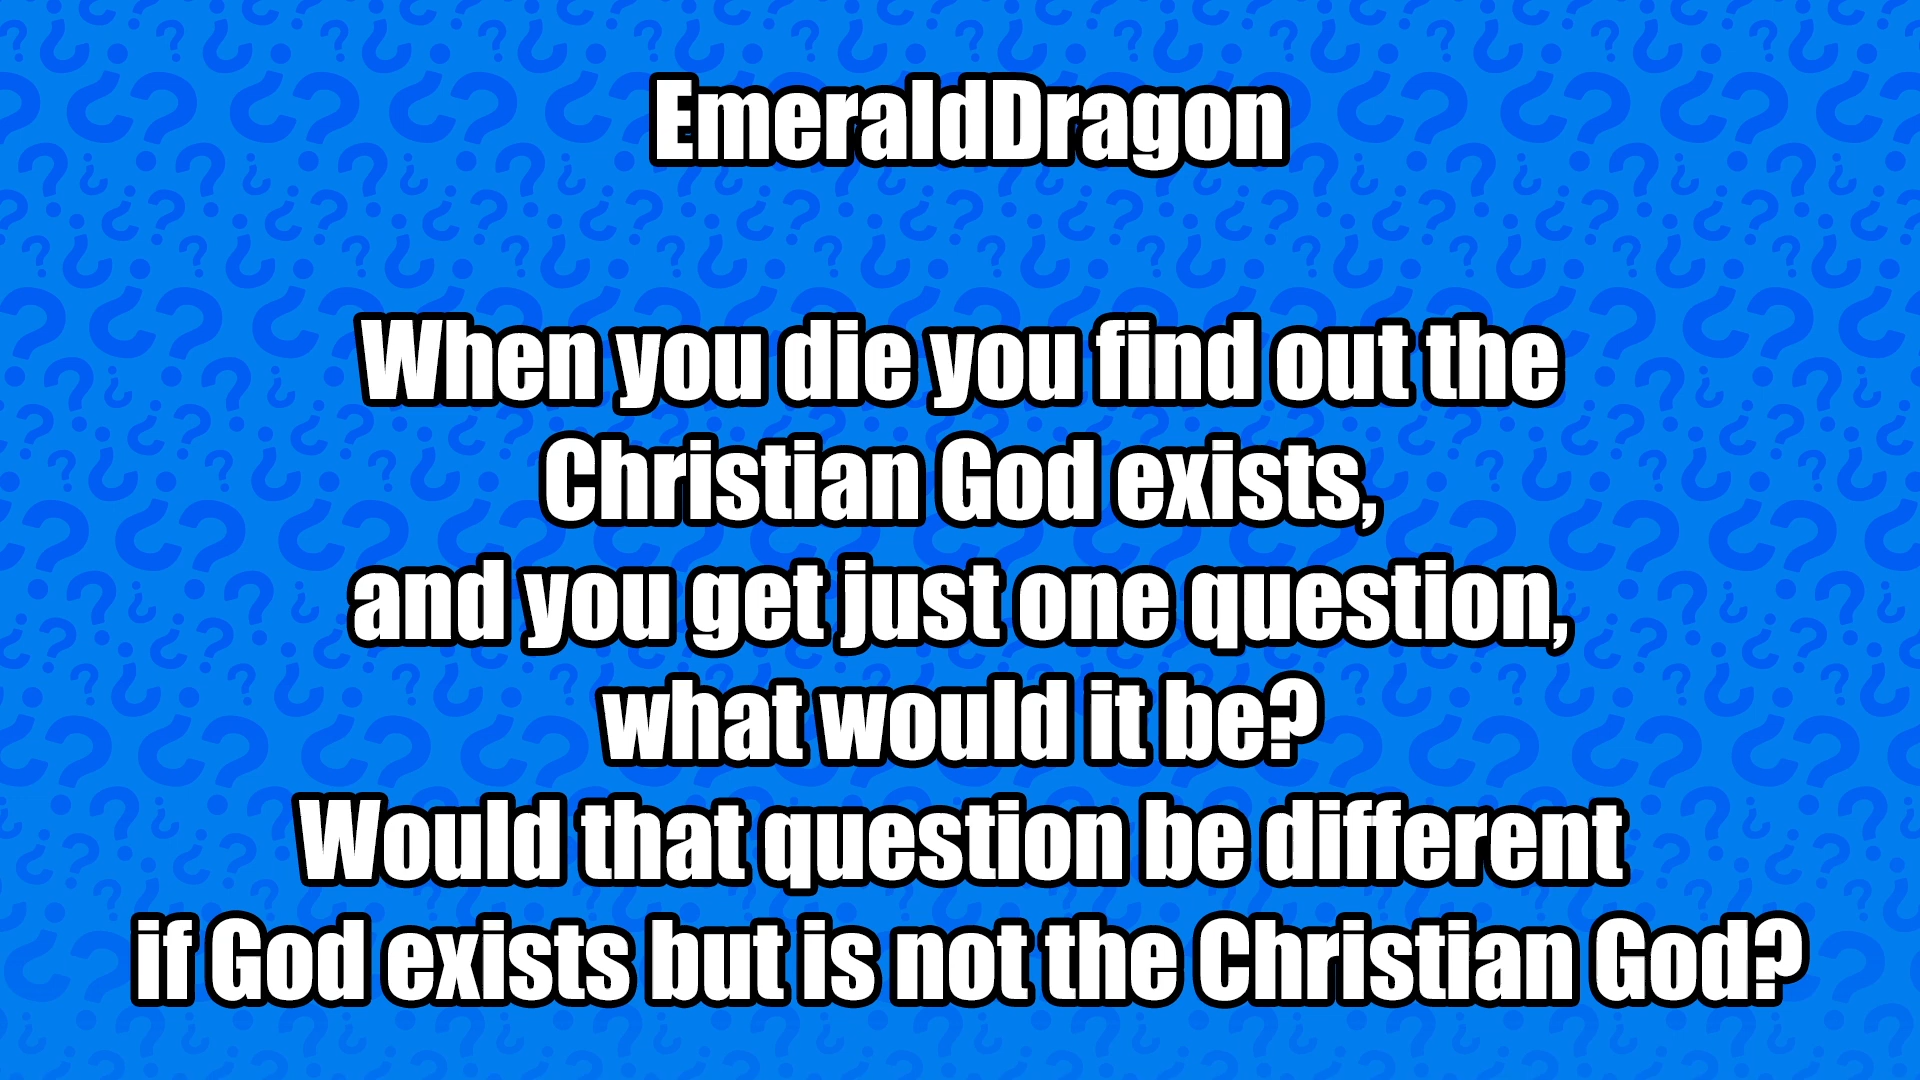 EmeraldDragon
When you die you find out the
Christian God exists,
and you get just one question,
what would it be?
Would that question be different
if God exists but is not the Christian God?